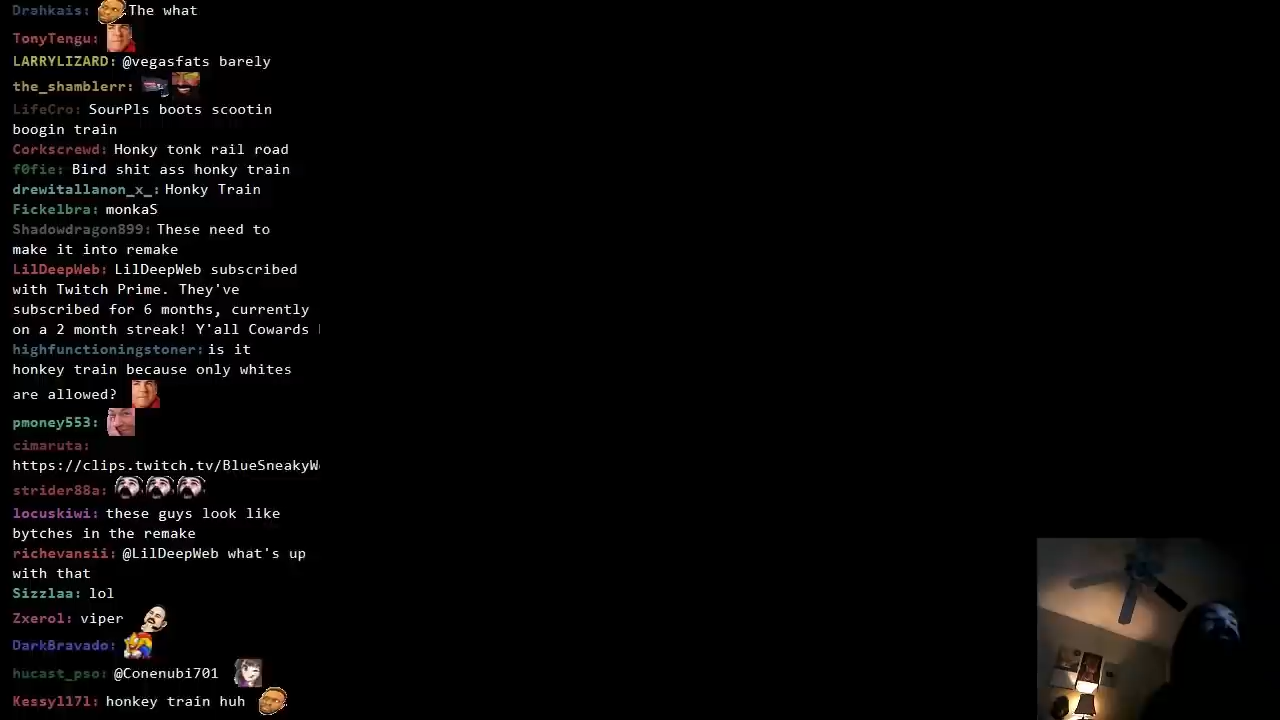 Drahkais: The what
TonyTengu:
LARRYLIZARD: @vegasfats barely
the_shamblerr:
LifeCro: SourPls boots scootin
boogin train
Corkscrewd: Honky tonk rail road
f0fie: Bird shit ass honky train
drewitallanon_x_: Honky Train
Fickelbra: monkaS
Shadowdragon899: These need to
make it into remake
LilDeepWeb: LilDeepWeb subscribed
with Twitch Prime. They've
subscribed for 6 months, currently
on a 2 month streak! Y'all Cowards
highfunctioningstoner: is it
honkey train because only whites
are allowed?
pmoney553:
cimaruta:
https://clips.twitch.tv/BlueSneakyW
strider88a:
locuskiwi: these guys look like
bytches in the remake
richevansii: @LilDeepWeb what's up
with that
Sizzlaa: lol
Zxerol: viper
DarkBravado:
hucast_pso: @Conenubi701
Kessyll7l: honkey train huh